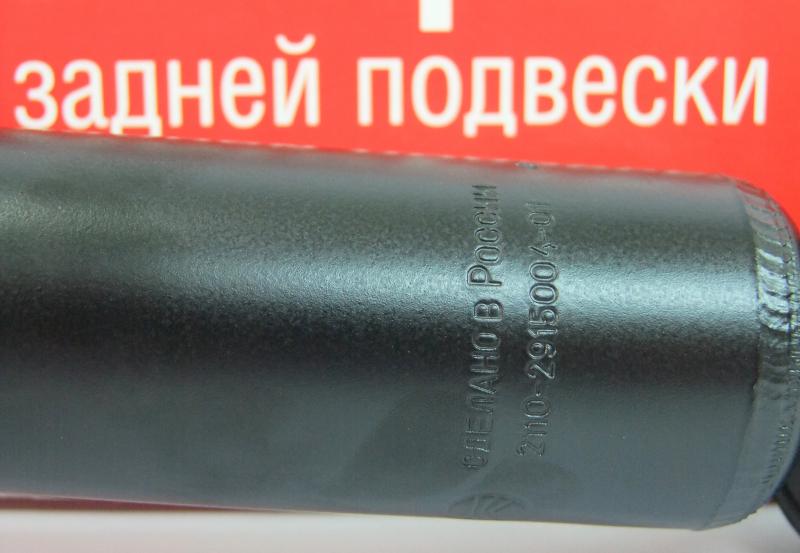 задней подвески
СДЕЛАНО В РОССИИ
2110-2915004-01